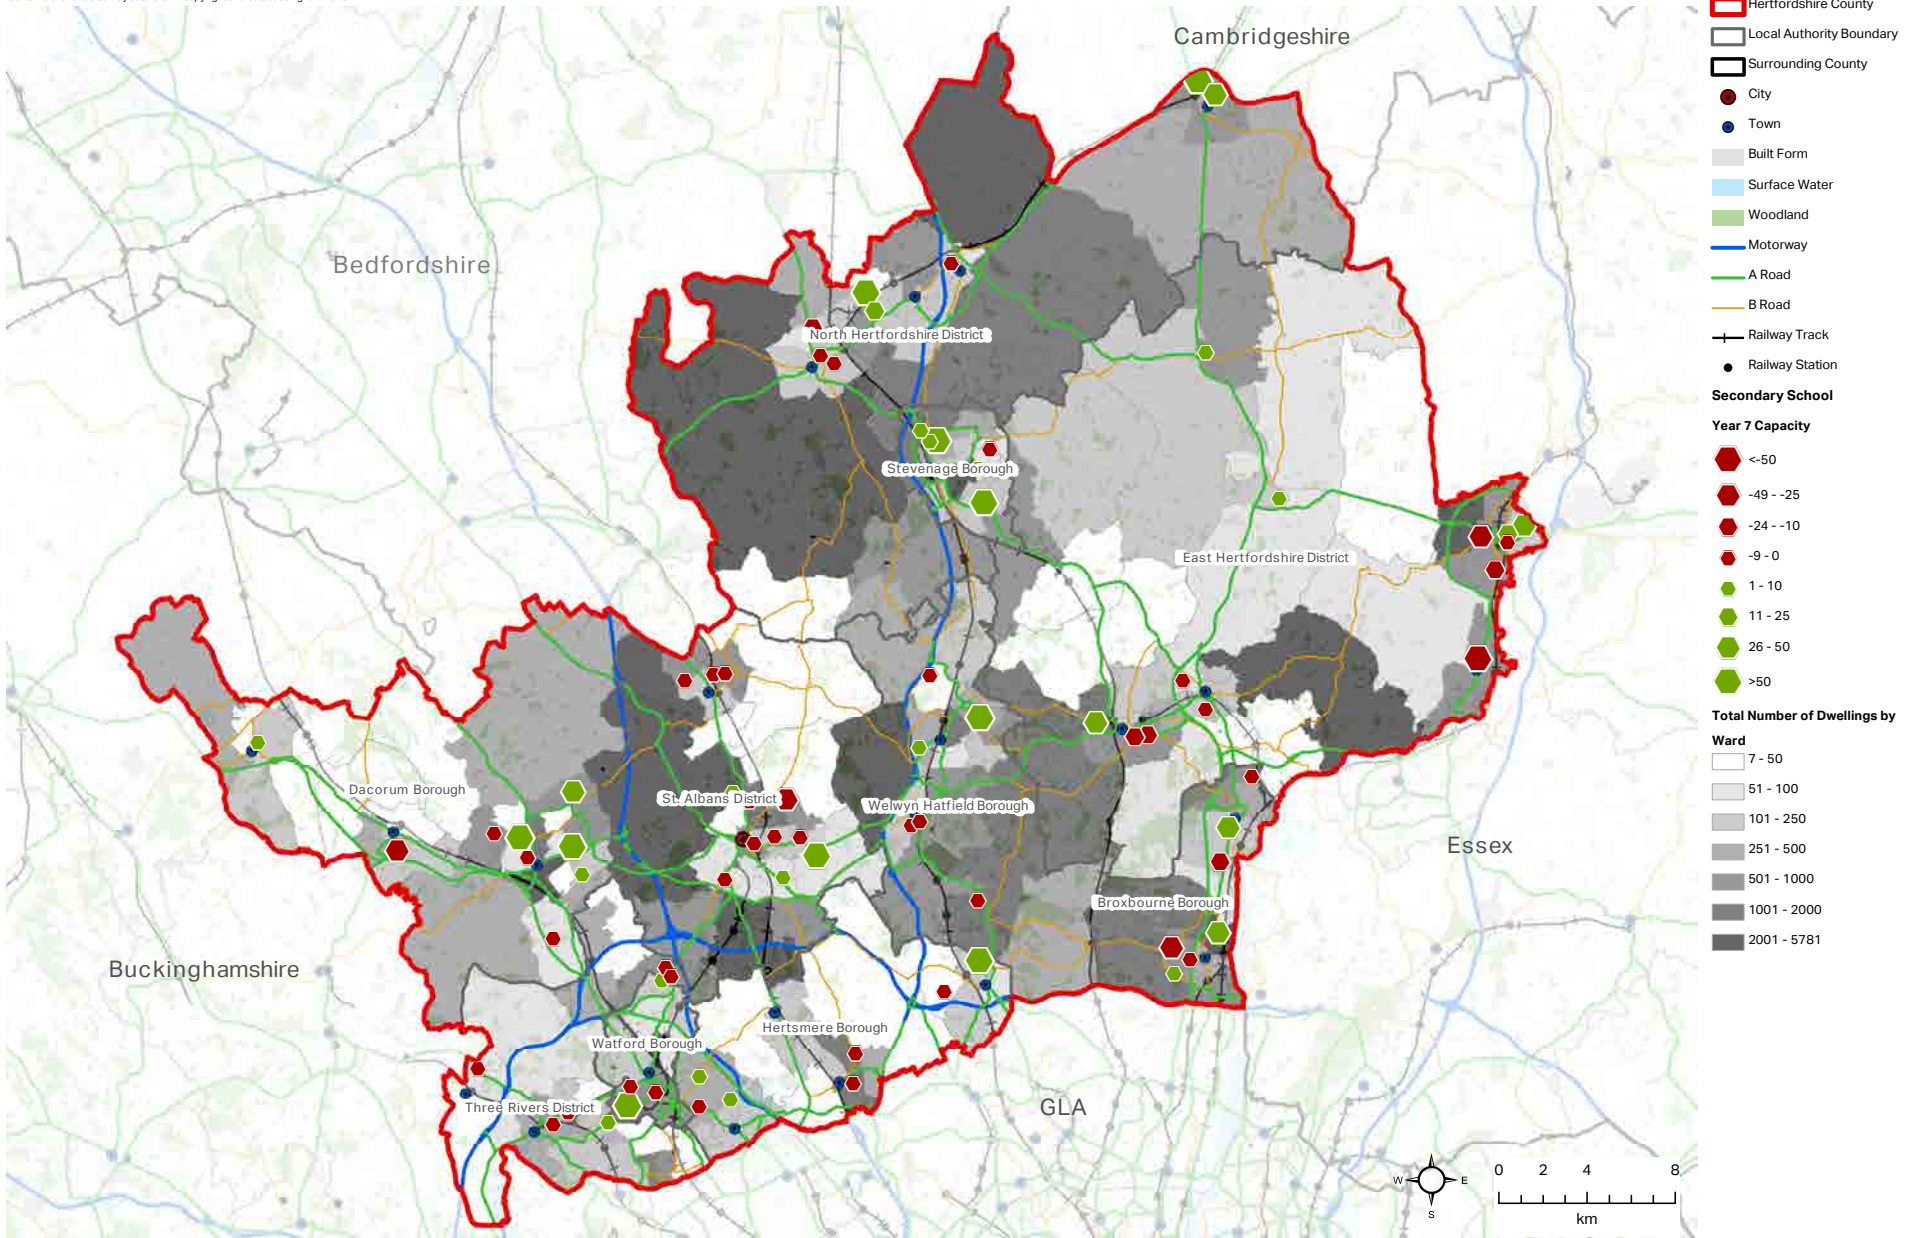 Cambridgeshire
Bedfordshire
North Hertfordshire District
Stevenage Borough
East Hertfordshire District
Dacorum Borough
St. Albans District
Welwyn Hatfield Borough
Essex
Broxbourne Borough
Buckinghamshire
Hertsmere Borough
Watford Borough
Three Rivers District
GLA
N
W
E
S
0 2 4 8
km
Hertfordshire County
Local Authority Boundary
Surrounding County
City
Town
Built Form
Surface Water
Woodland
Motorway
A Road
B Road
Railway Track
Railway Station
Secondary School
Year 7 Capacity
<-50
-49 - -25
-24 - -10
-9 - 0
1 - 10
11 - 25
26 - 50
>50
Total Number of Dwellings by
Ward
7 - 50
51 - 100
101 - 250
251 - 500
501 - 1000
1001 - 2000
2001 - 5781